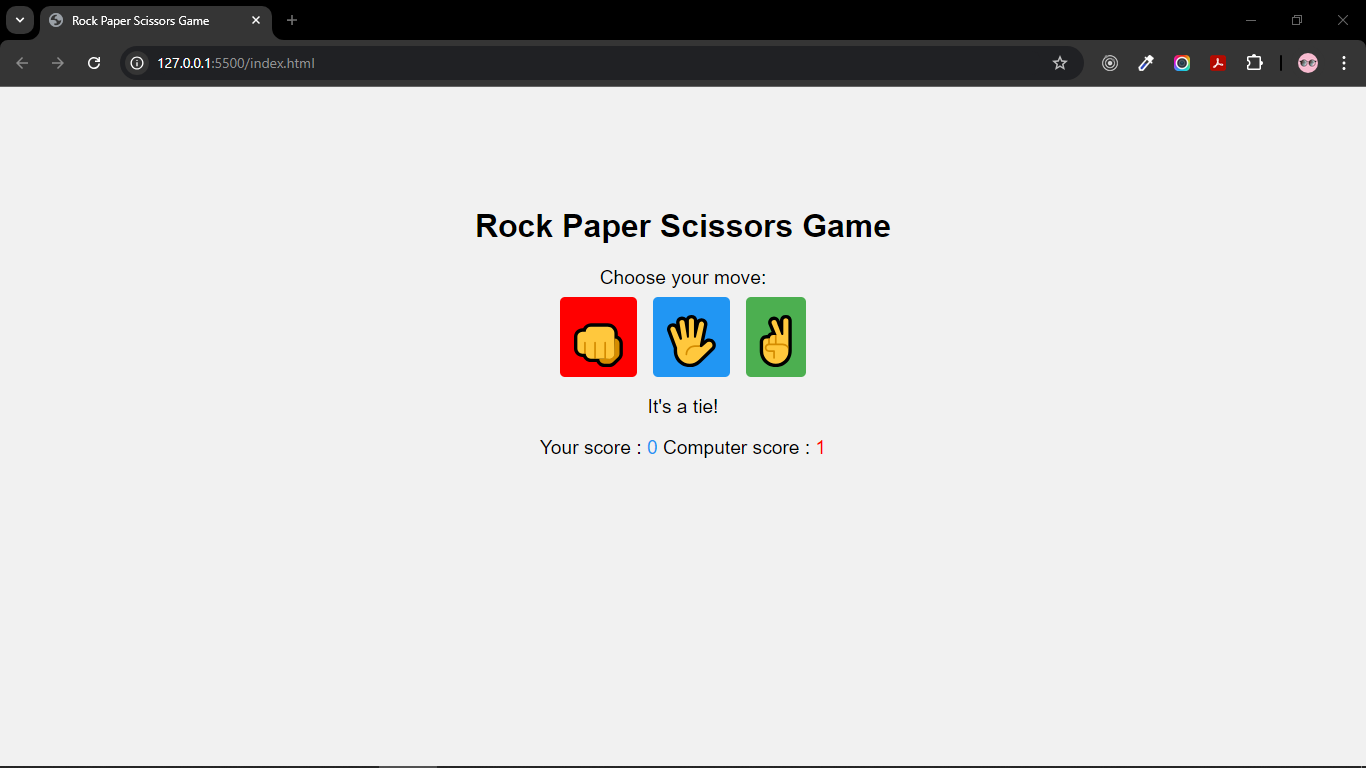 Rock Paper Scissors Game
127.0.0.1:5500/index.html
Rock Paper Scissors Game
Choose your move:
It's a tie!
Your score : 0 Computer score : 1